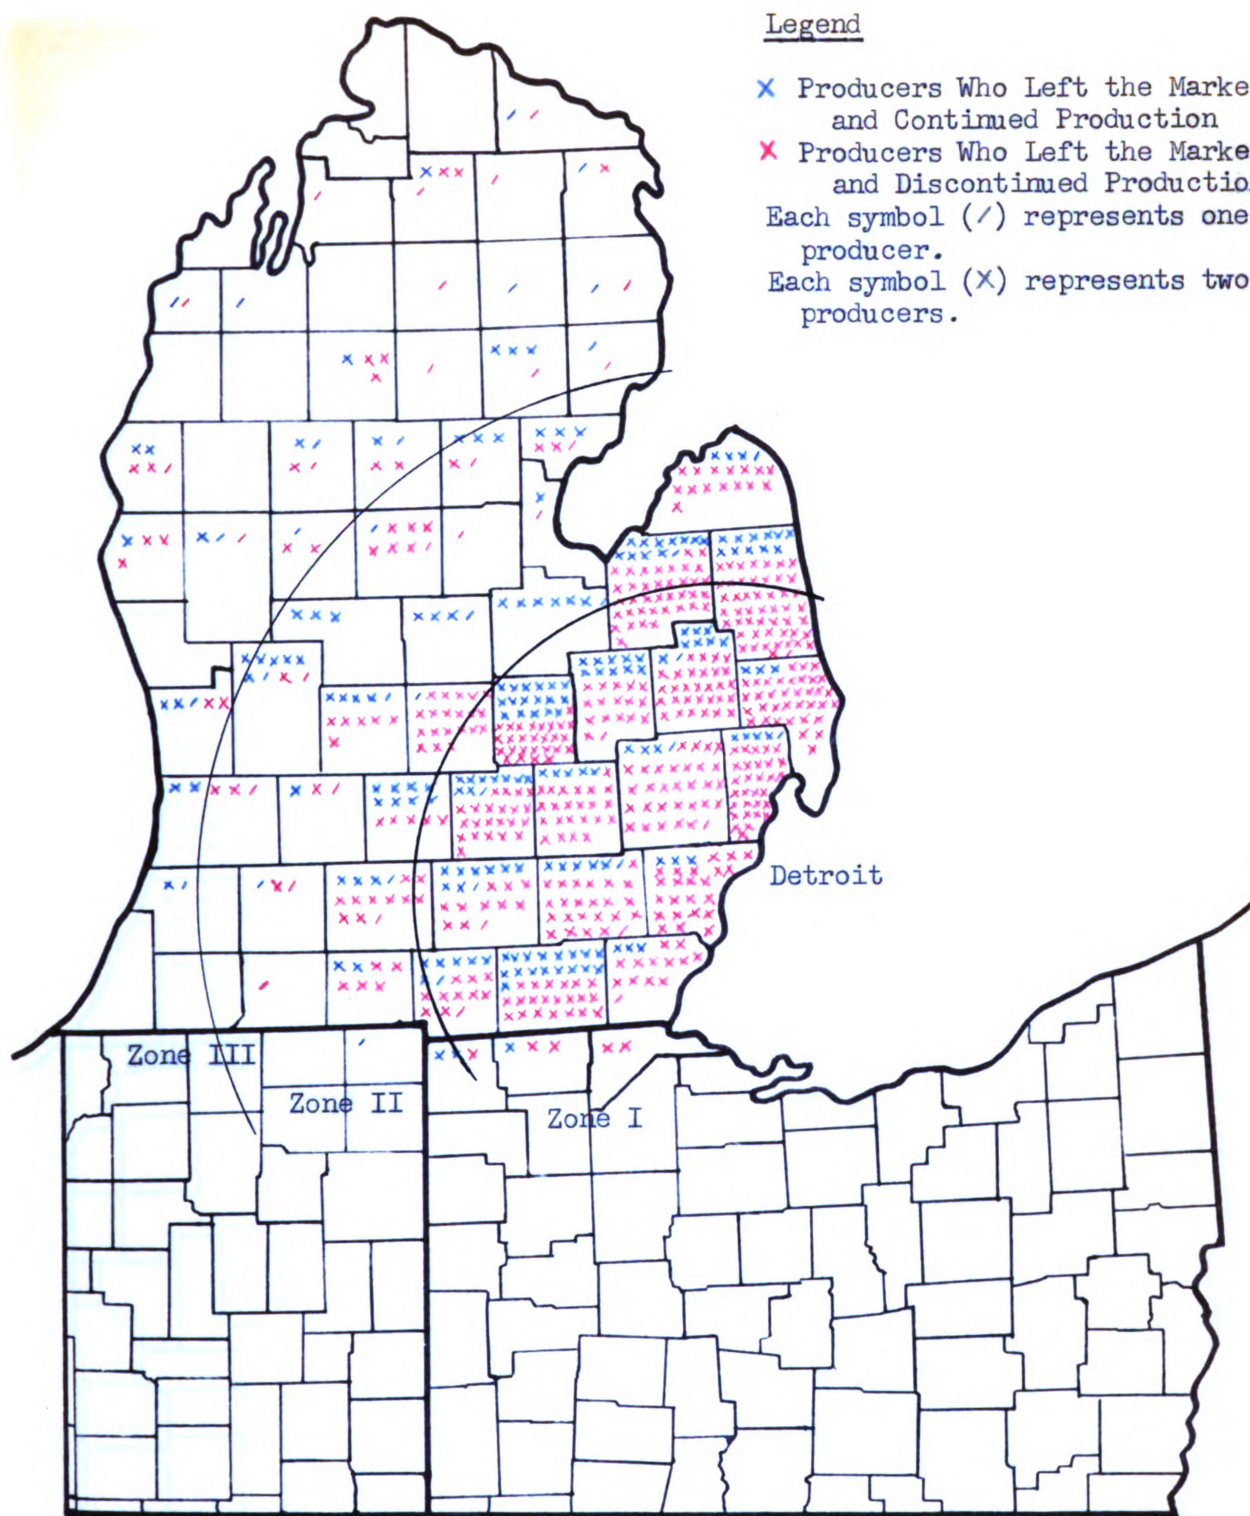 Legend
X Producers Who Left the Marke
and Continued Production
X Producers Who Left the Marke
and Discontinued Productio
Each symbol (/) represents one
producer.
Each symbol (X) represents two
producers.
Detroit
Zone III
Zone II
Zone I